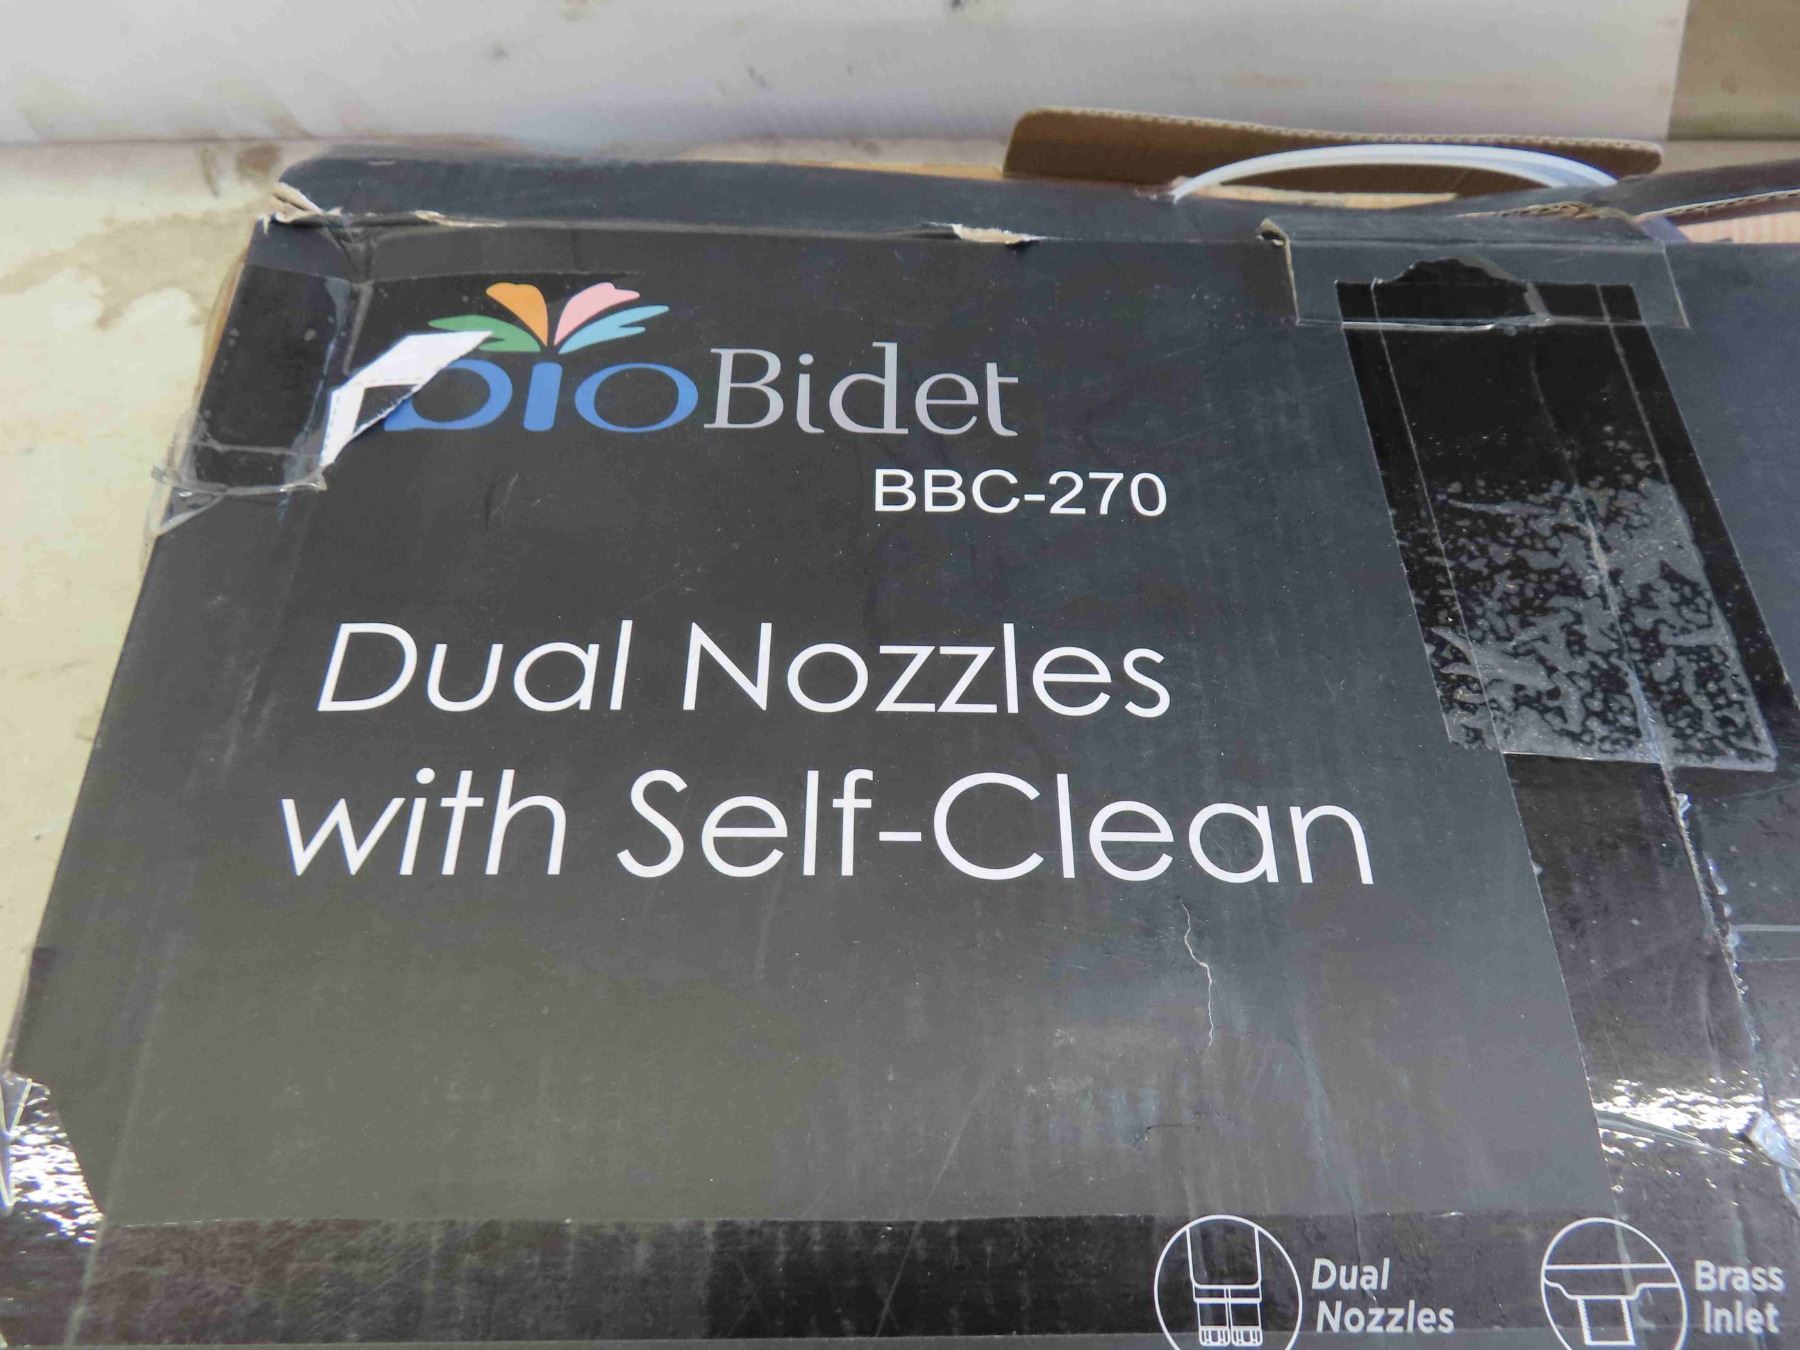 bioBidet
BBC-270
Dual Nozzles
with Self-Clean
Dual
Nozzles
Brass
Inlet